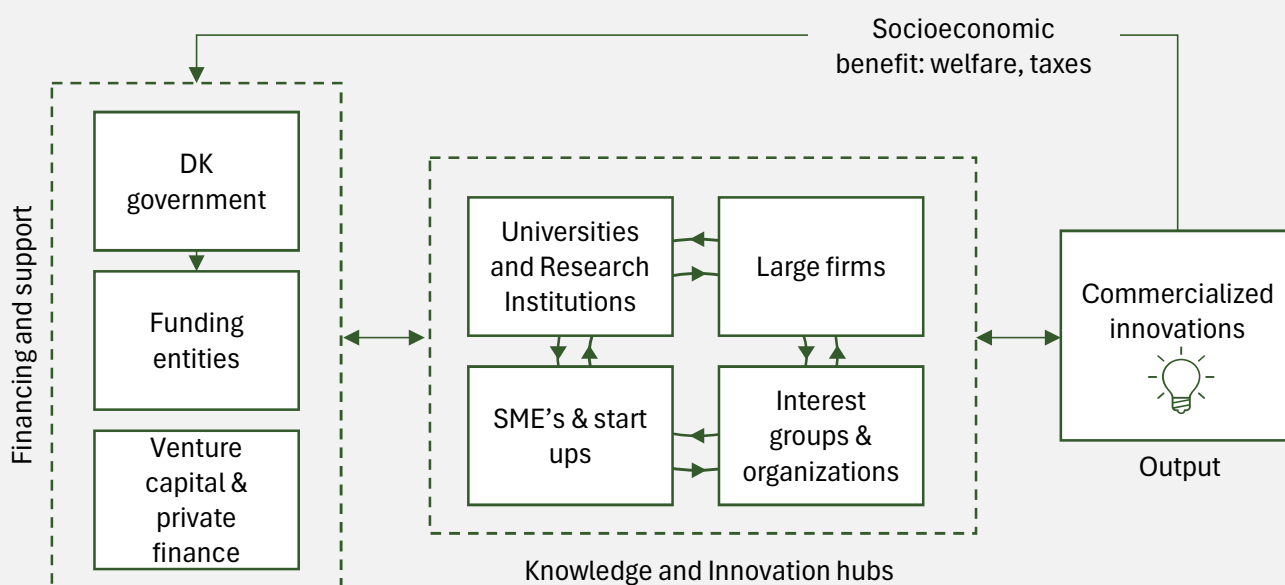 Socioeconomic
benefit: welfare, taxes
Financing and support
DK
government
Funding
entities
Venture
capital &
private
finance
Universities
and Research
Institutions
Large firms
SME’s & start
ups
Interest
groups &
organizations
Knowledge and Innovation hubs
Commercialized
innovations
Output